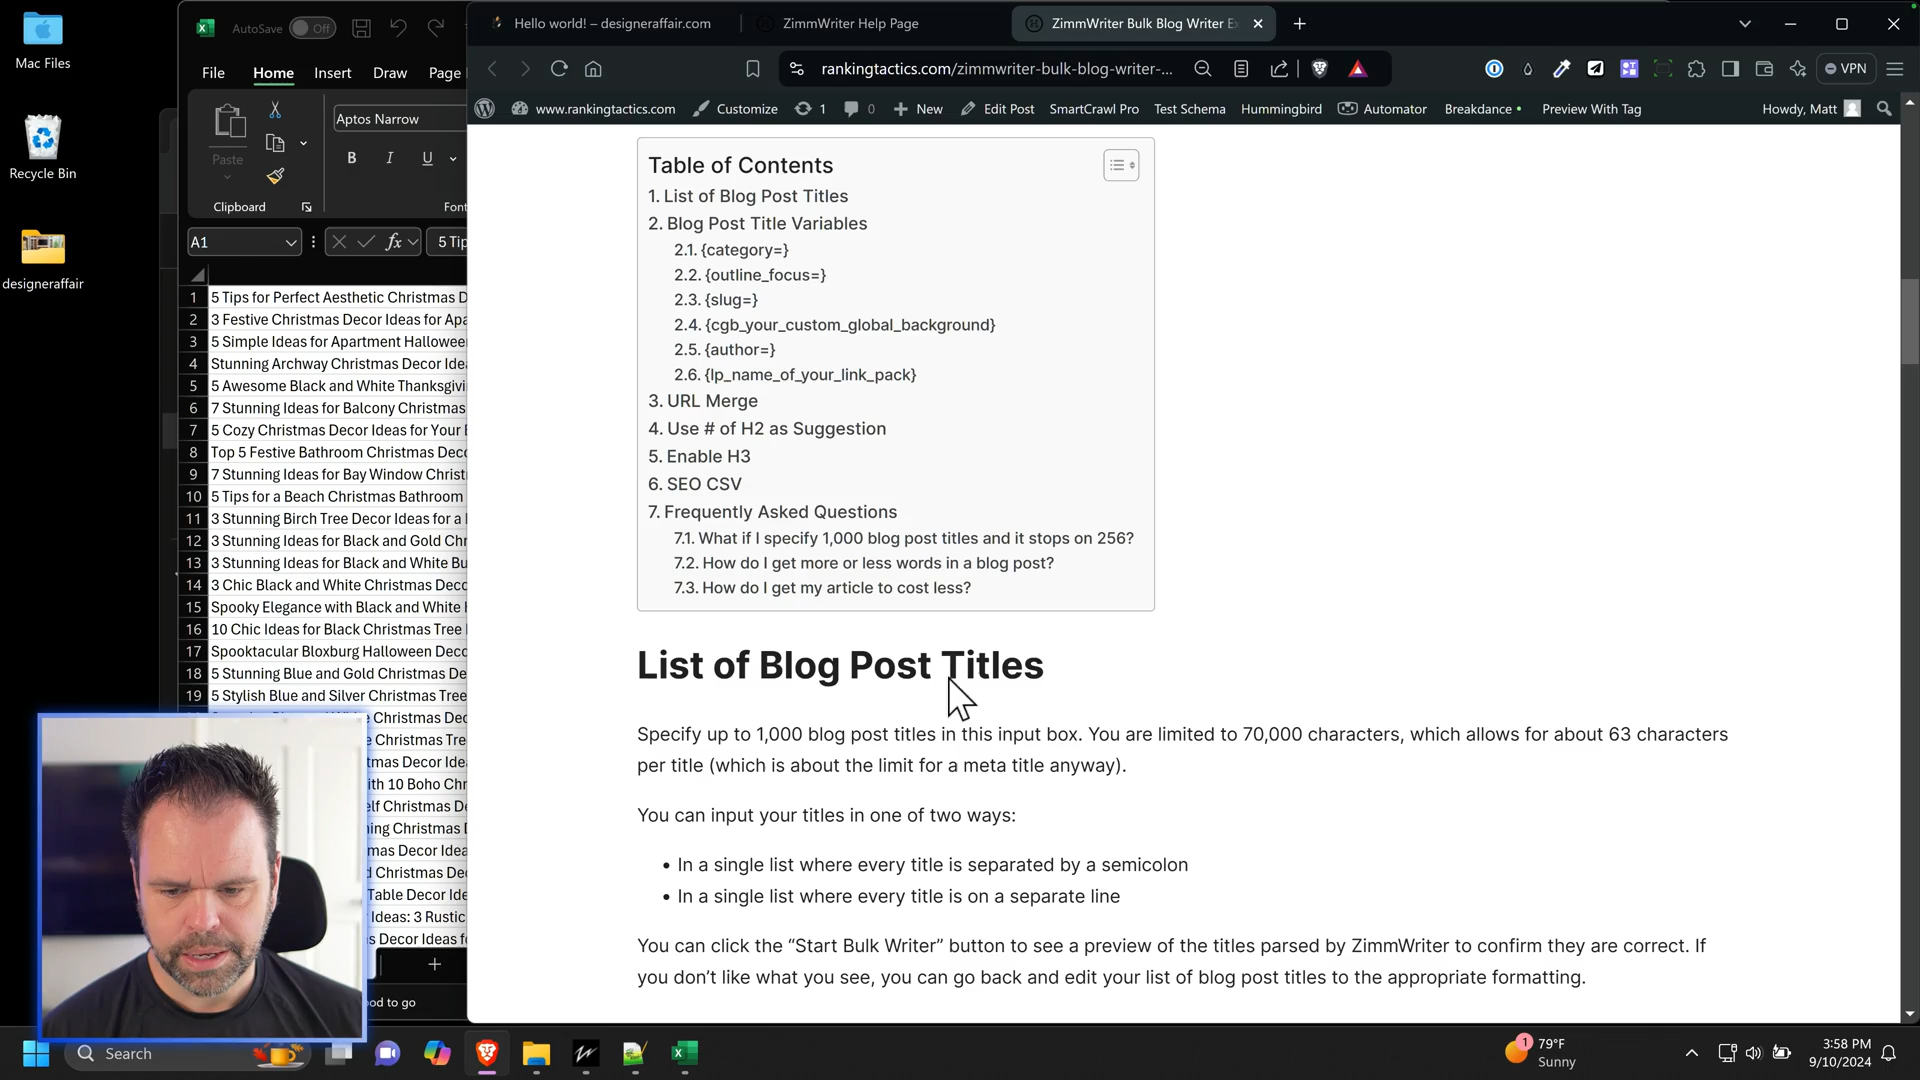 Mac Files
Recycle Bin
designeraffair
AutoSave Off
File Home Insert Draw Page
Paste
Clipboard
Aptos Narrow
B I U
Font
A1
fx
5 Tip
1 5 Tips for Perfect Aesthetic Christmas D
2 3 Festive Christmas Decor Ideas for Apa
3 5 Simple Ideas for Apartment Hallowee
4 Stunning Archway Christmas Decor Ide
5 5 Awesome Black and White Thanksgivi
6 7 Stunning Ideas for Balcony Christmas
7 5 Cozy Christmas Decor Ideas for Your
8 Top 5 Festive Bathroom Christmas Deco
9 7 Stunning Ideas for Bay Window Christ
10 5 Tips for a Beach Christmas Bathroom
11 3 Stunning Birch Tree Decor Ideas for a
12 3 Stunning Ideas for Black and Gold Chr
13 3 Stunning Ideas for Black and White Bu
14 3 Chic Black and White Christmas Deco
15 Spooky Elegance with Black and White
16 10 Chic Ideas for Black Christmas Tree
17 Spooktacular Bloxburg Halloween Deco
18 5 Stunning Blue and Gold Christmas De
19 5 Stylish Blue and Silver Christmas Tree
Christmas Dec
Christmas Tre
tmas Decor Id
ith 10 Boho Chr
elf Christmas D
ning Christmas
mas Decor Idea
d Christmas De
Table Decor Ide
Ideas: 3 Rustic
s Decor Ideas fo
od to go
Hello world! – designeraffair.com
ZimmWriter Help Page
ZimmWriter Bulk Blog Writer E
rankingtactics.com/zimmwriter-bulk-blog-writer-...
VPN
www.rankingtactics.com Customize 1 0 New Edit Post SmartCrawl Pro Test Schema Hummingbird Automator Breakdance Preview With Tag Howdy, Matt
Table of Contents
1. List of Blog Post Titles
2. Blog Post Title Variables
2.1. {category=}
2.2. {outline_focus=}
2.3. {slug=}
2.4. {cgb_your_custom_global_background}
2.5. {author=}
2.6. {lp_name_of_your_link_pack}
3. URL Merge
4. Use # of H2 as Suggestion
5. Enable H3
6. SEO CSV
7. Frequently Asked Questions
7.1. What if I specify 1,000 blog post titles and it stops on 256?
7.2. How do I get more or less words in a blog post?
7.3. How do I get my article to cost less?
List of Blog Post Titles
Specify up to 1,000 blog post titles in this input box. You are limited to 70,000 characters, which allows for about 63 characters
per title (which is about the limit for a meta title anyway).
You can input your titles in one of two ways:
• In a single list where every title is separated by a semicolon
• In a single list where every title is on a separate line
You can click the “Start Bulk Writer” button to see a preview of the titles parsed by ZimmWriter to confirm they are correct. If
you don’t like what you see, you can go back and edit your list of blog post titles to the appropriate formatting.
Search
1
79°F
Sunny
3:58 PM
9/10/2024